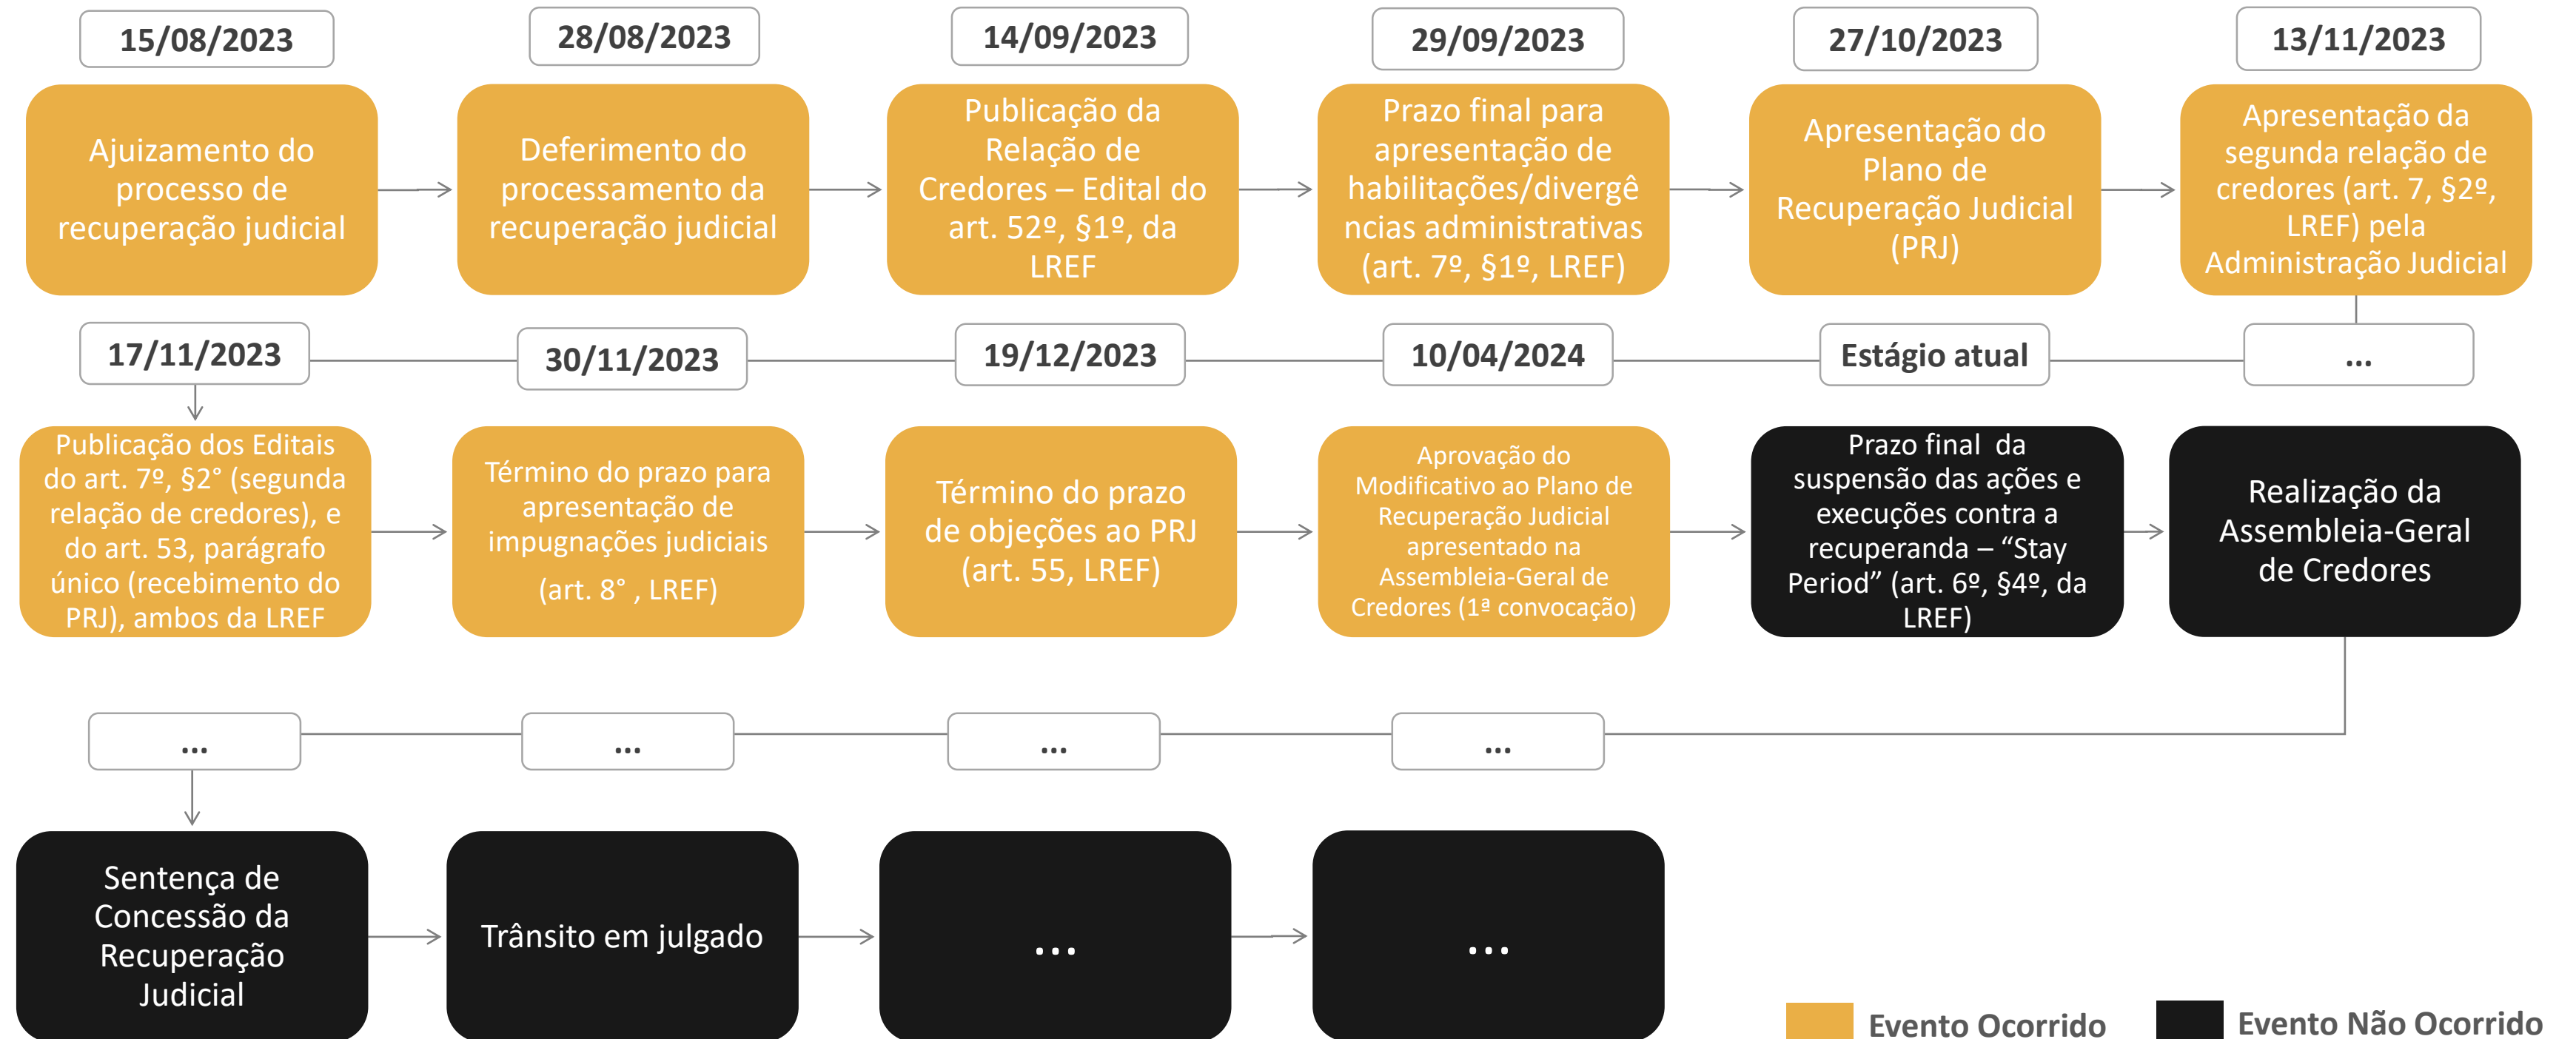 15/08/2023
28/08/2023
14/09/2023
29/09/2023
27/10/2023
13/11/2023
Ajuizamento do
processo de
recuperação judicial
Deferimento do
processamento da
recuperação judicial
Publicação da
Relação de
Credores – Edital do
art. 52º, §1º, da
LREF
Prazo final para
apresentação de
habilitações/divergê
ncias administrativas
(art. 7º, §1º, LREF)
Apresentação do
Plano de
Recuperação Judicial
(PRJ)
Apresentação da
segunda relação de
credores (art. 7, §2º,
LREF) pela
Administração Judicial
17/11/2023
30/11/2023
19/12/2023
10/04/2024
Estágio atual
...
Publicação dos Editais
do art. 7º, §2° (segunda
relação de credores), e
do art. 53, parágrafo
único (recebimento do
PRJ), ambos da LREF
Término do prazo para
apresentação de
impugnações judiciais
(art. 8° , LREF)
Término do prazo
de objeções ao PRJ
(art. 55, LREF)
Aprovação do
Modificativo ao Plano de
Recuperação Judicial
apresentado na
Assembleia-Geral de
Credores (1ª convocação)
Prazo final da
suspensão das ações e
execuções contra a
recuperanda – “Stay
Period” (art. 6º, §4º, da
LREF)
Realização da
Assembleia-Geral
de Credores
...
...
...
...
Sentença de
Concessão da
Recuperação
Judicial
Trânsito em julgado
...
...
Evento Ocorrido
Evento Não Ocorrido